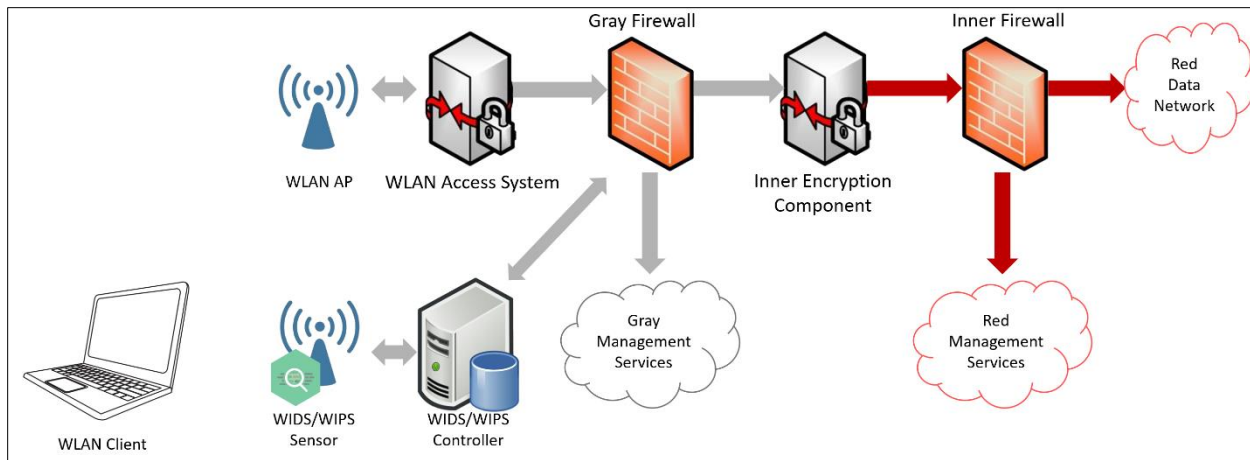 Gray Firewall
Inner Firewall
Red
Data
Network
WLAN AP
WLAN Access System
Inner Encryption
Component
Gray
Management
Services
Red
Management
Services
WLAN Client
WIDS/WIPS
Sensor
WIDS/WIPS
Controller